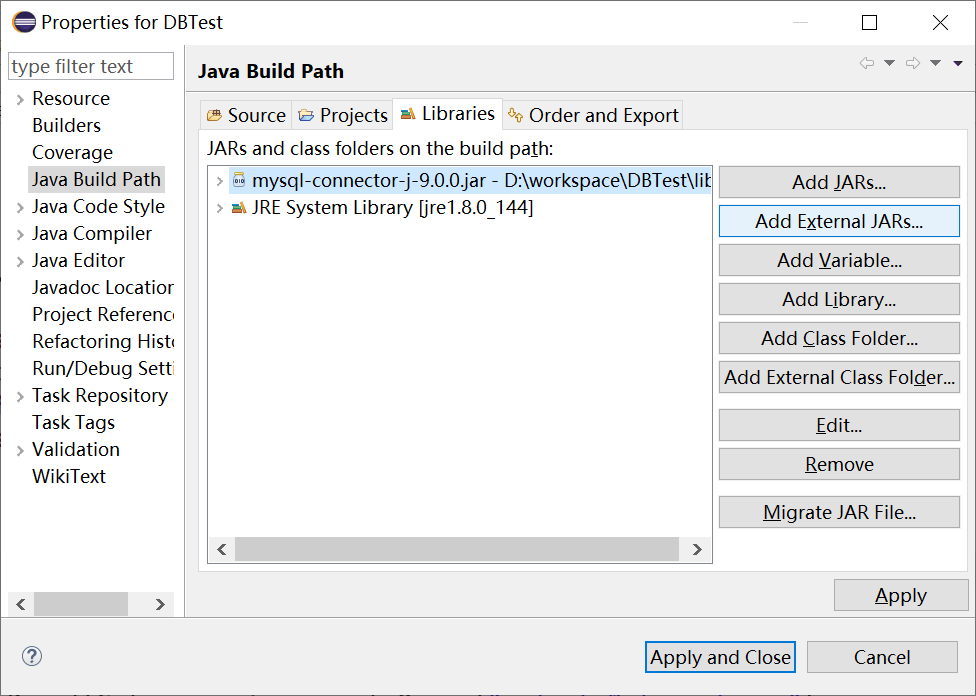 Properties for DBTest
type filter text
Resource
Builders
Coverage
Java Build Path
Java Code Style
Java Compiler
Java Editor
Javadoc Location
Project Referenc
Refactoring Histo
Run/Debug Setti
Task Repository
Task Tags
Validation
WikiText
Java Build Path
Source Projects Libraries Order and Export
JARs and class folders on the build path:
mysql-connector-j-9.0.0.jar - D:\workspace\DBTest\lib
JRE System Library [jre1.8.0_144]
Add JARs...
Add External JARs...
Add Variable...
Add Library...
Add Class Folder...
Add External Class Folder...
Edit...
Remove
Migrate JAR File...
Apply
Apply and Close
Cancel